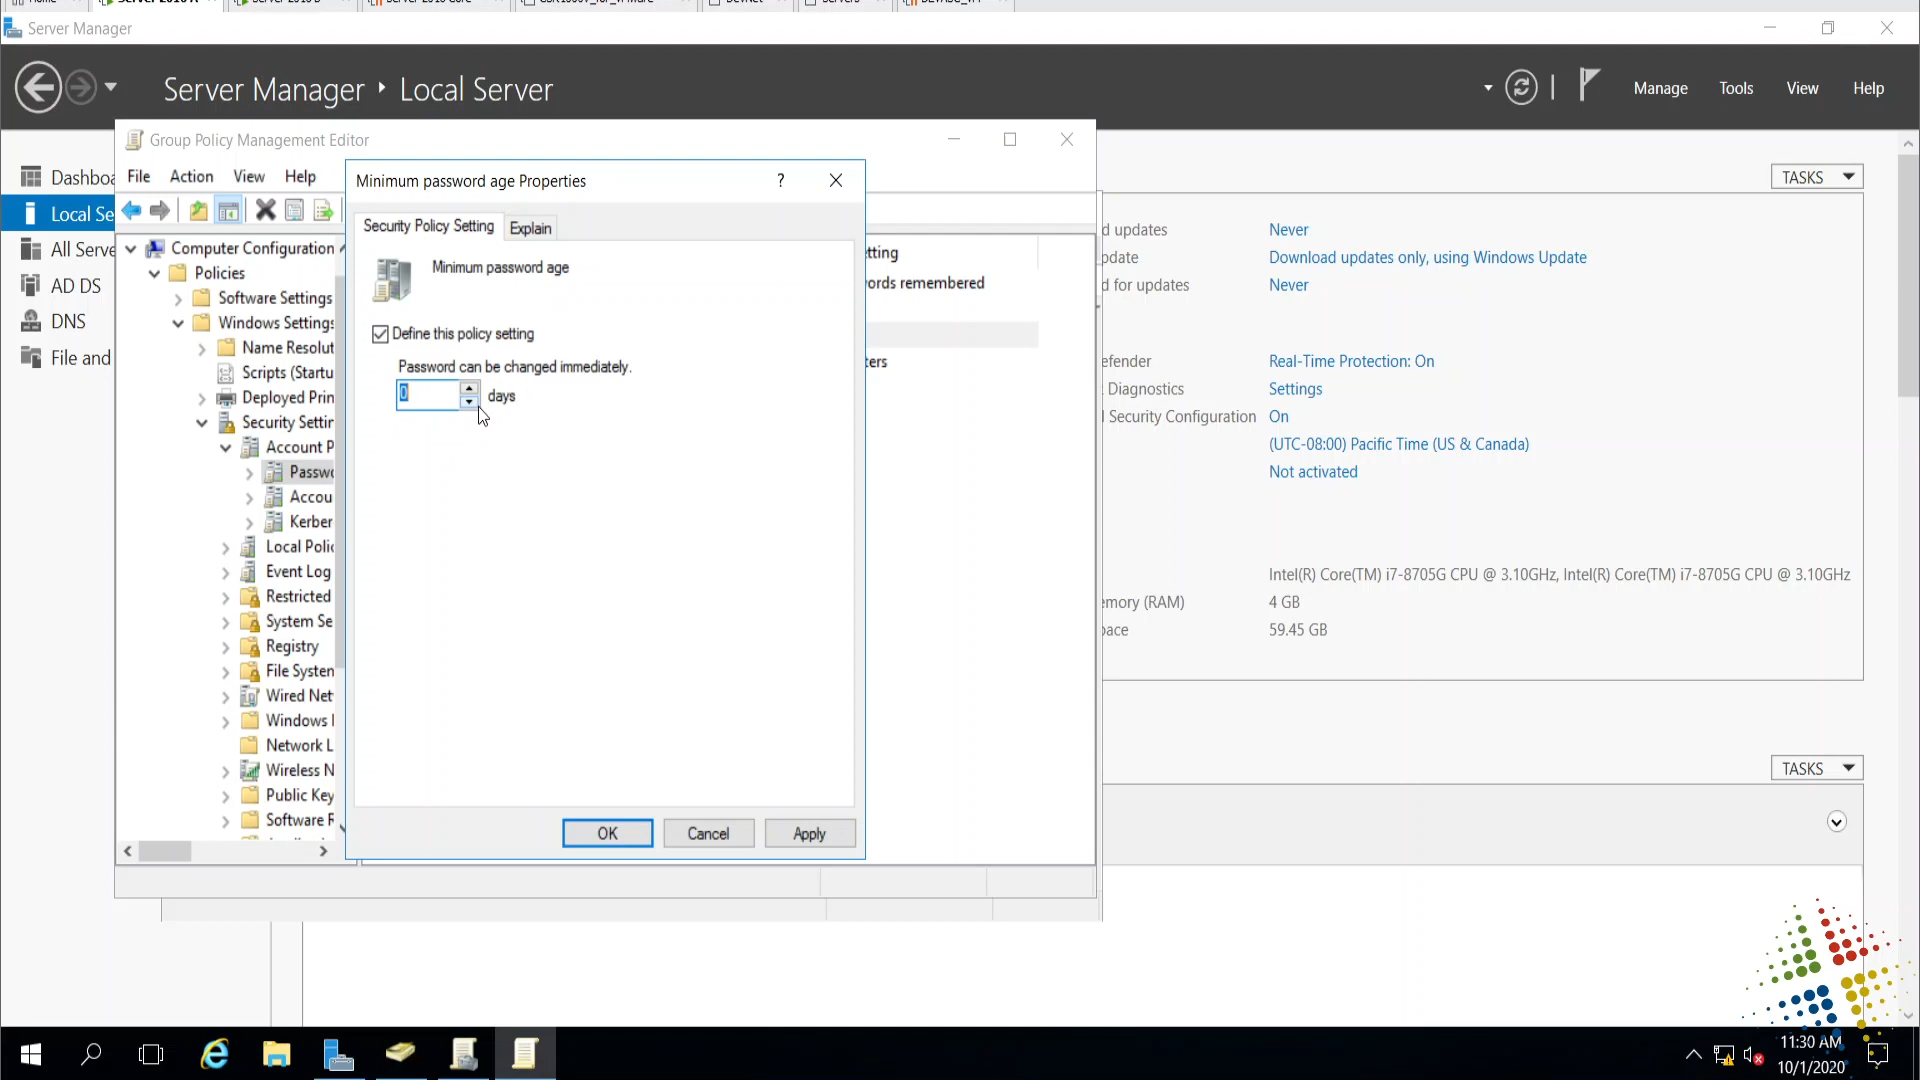 Server Manager
Server Manager ‣ Local Server
Manage Tools View Help
Group Policy Management Editor
File Action View Help
Minimum password age Properties
Security Policy Setting Explain
Minimum password age
Define this policy setting
Password can be changed immediately.
0 days
OK Cancel Apply
Dashboa
Local Se
All Serve
AD DS
DNS
File and
Computer Configuration
Policies
Software Settings
Windows Settings
Name Resolut
Scripts (Startu
Deployed Prin
Security Settin
Account P
Passwo
Accou
Kerber
Local Polic
Event Log
Restricted
System Se
Registry
File System
Wired Net
Windows
Network L
Wireless N
Public Key
Software R
tting
ords remembered
ters
TASKS
d updates Never
pdate Download updates only, using Windows Update
d for updates Never
efender Real-Time Protection: On
Diagnostics Settings
Security Configuration On
(UTC-08:00) Pacific Time (US & Canada)
Not activated
Intel(R) Core(TM) i7-8705G CPU @ 3.10GHz, Intel(R) Core(TM) i7-8705G CPU @ 3.10GHz
emory (RAM) 4 GB
pace 59.45 GB
TASKS
11:30 AM
10/1/2020